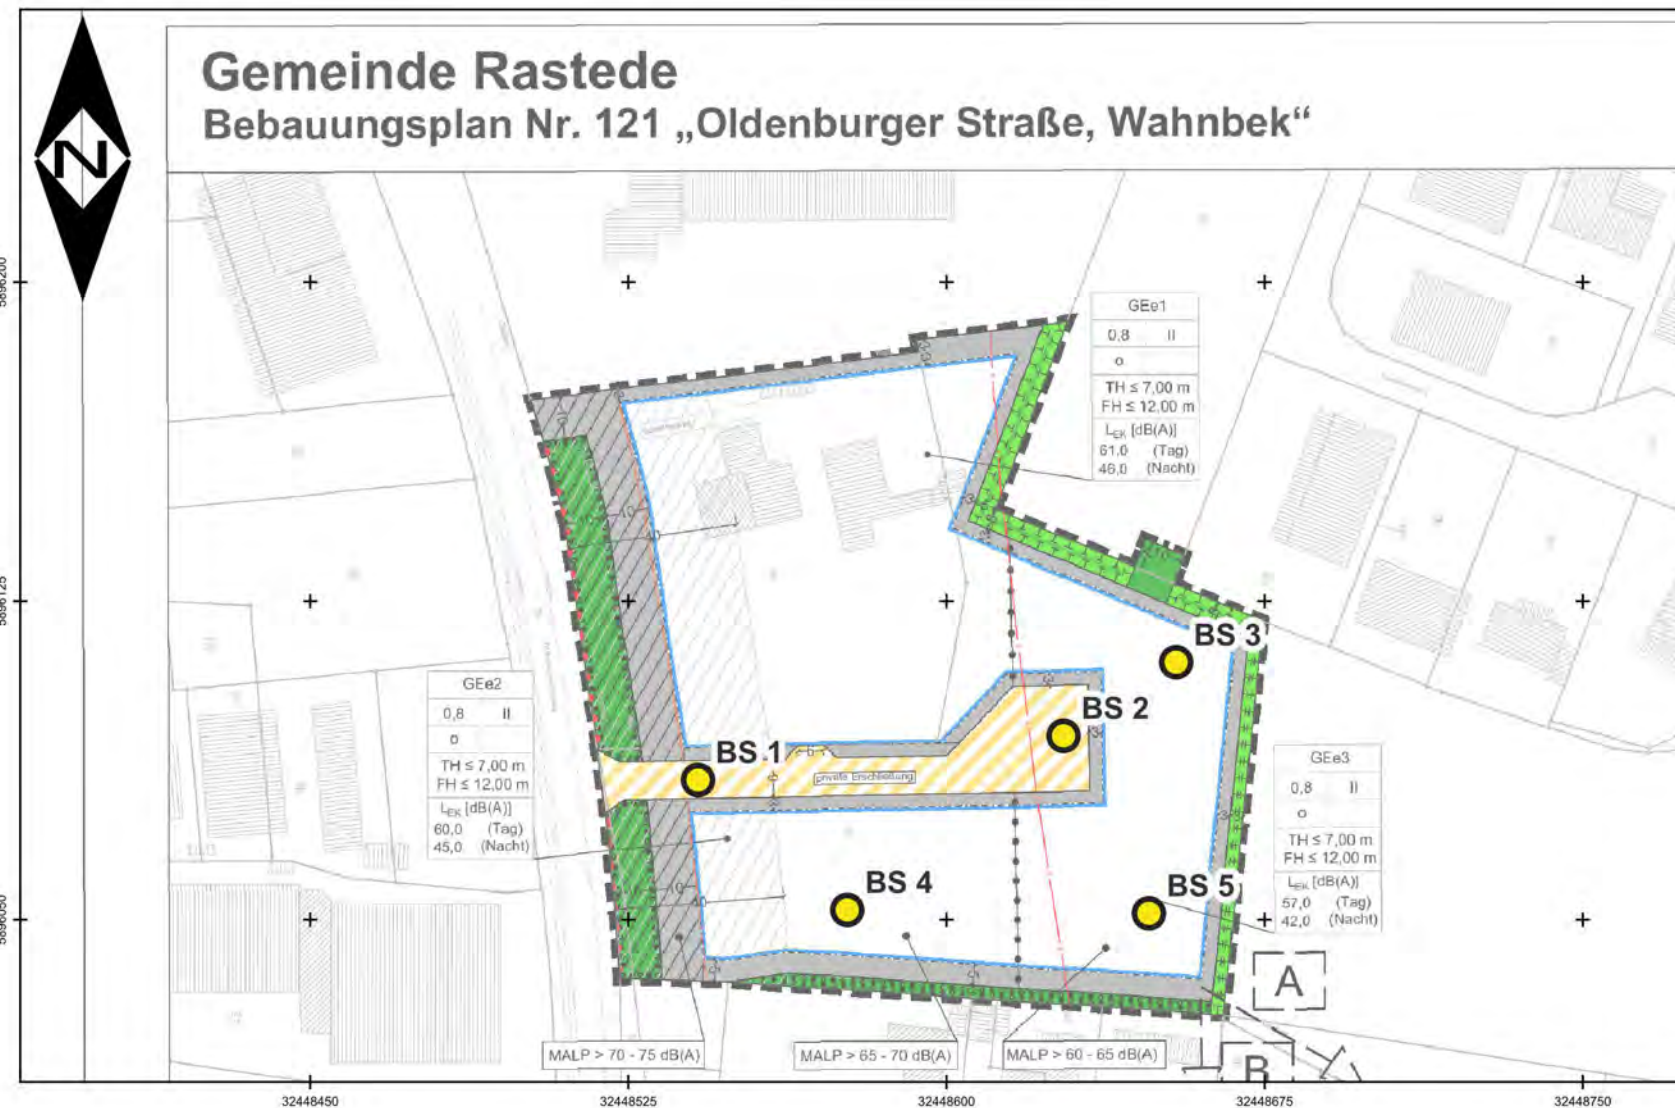 Gemeinde Rastede
Bebauungsplan Nr. 121 „Oldenburger Straße, Wahnbek“
N
5896200
5896125
5896050
GEe1
0,8 II
o
TH ≤ 7,00 m
FH ≤ 12,00 m
LEK [dB(A)]
61,0 (Tag)
46,0 (Nacht)
GEe2
0,8 II
o
TH ≤ 7,00 m
FH ≤ 12,00 m
LEK [dB(A)]
60,0 (Tag)
45,0 (Nacht)
BS 3
BS 2
BS 1
private Erschließung
GEe3
0,8 II
o
TH ≤ 7,00 m
FH ≤ 12,00 m
LEK [dB(A)]
57,0 (Tag)
42,0 (Nacht)
BS 4
BS 5
A
B
MALP > 70 - 75 dB(A)
MALP > 65 - 70 dB(A)
MALP > 60 - 65 dB(A)
32448450
32448525
32448600
32448675
32448750